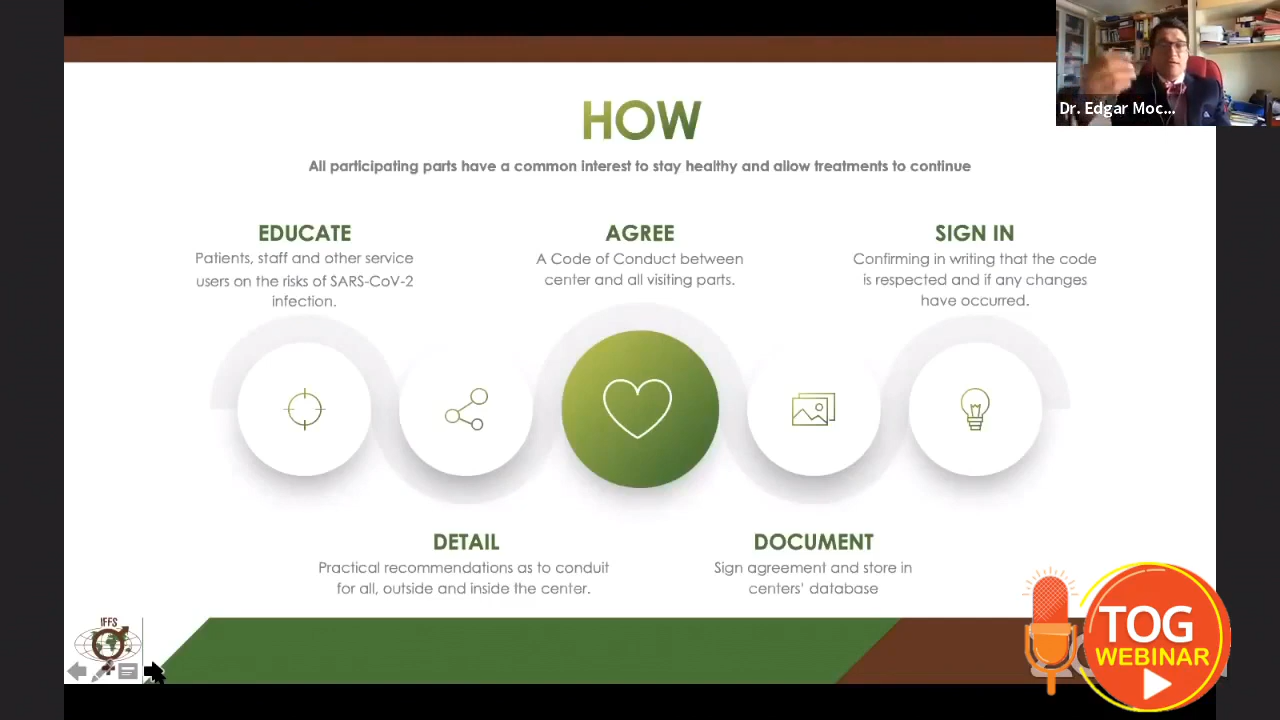 Dr. Edgar Moc...
HOW
All participating parts have a common interest to stay healthy and allow treatments to continue
EDUCATE
Patients, staff and other service
users on the risks of SARS-CoV-2
infection.
AGREE
A Code of Conduct between
center and all visiting parts.
SIGN IN
Confirming in writing that the code
is respected and if any changes
have occurred.
DETAIL
Practical recommendations as to conduit
for all, outside and inside the center.
DOCUMENT
Sign agreement and store in
centers' database
IFFS
TOG
WEBINAR